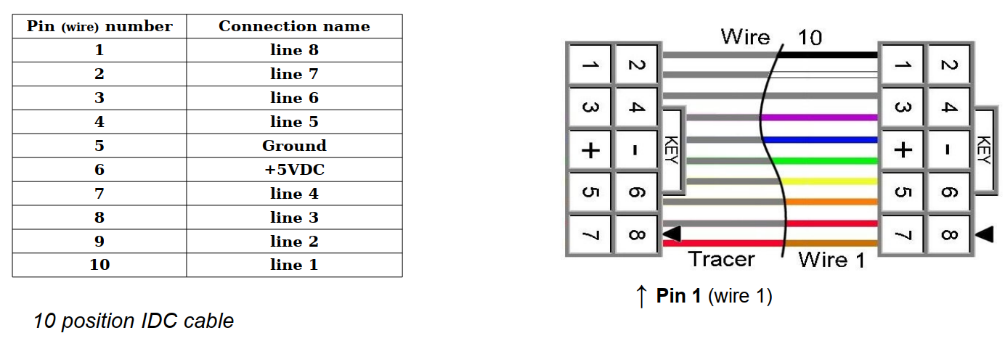 Pin (wire) number Connection name
1 line 8
2 line 7
3 line 6
4 line 5
5 Ground
6 +5VDC
7 line 4
8 line 3
9 line 2
10 line 1
10 position IDC cable
Wire 10
1 2 1 2
3 4 3 4
+ - + -
KEY KEY
5 6 5 6
7 8 7 8
Tracer Wire 1
↑ Pin 1 (wire 1)